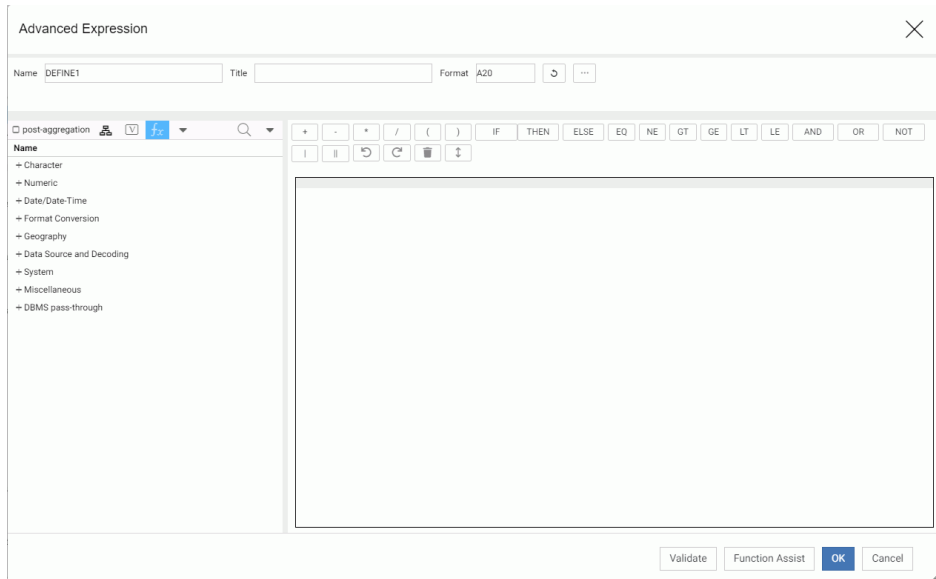 Advanced Expression
Name DEFINE1 Title Format A20 ...
post-aggregation V fx
Name
+ Character
+ Numeric
+ Date/Date-Time
+ Format Conversion
+ Geography
+ Data Source and Decoding
+ System
+ Miscellaneous
+ DBMS pass-through
+ - * / ( ) IF THEN ELSE EQ NE GT GE LT LE AND OR NOT
| ||
Validate Function Assist OK Cancel